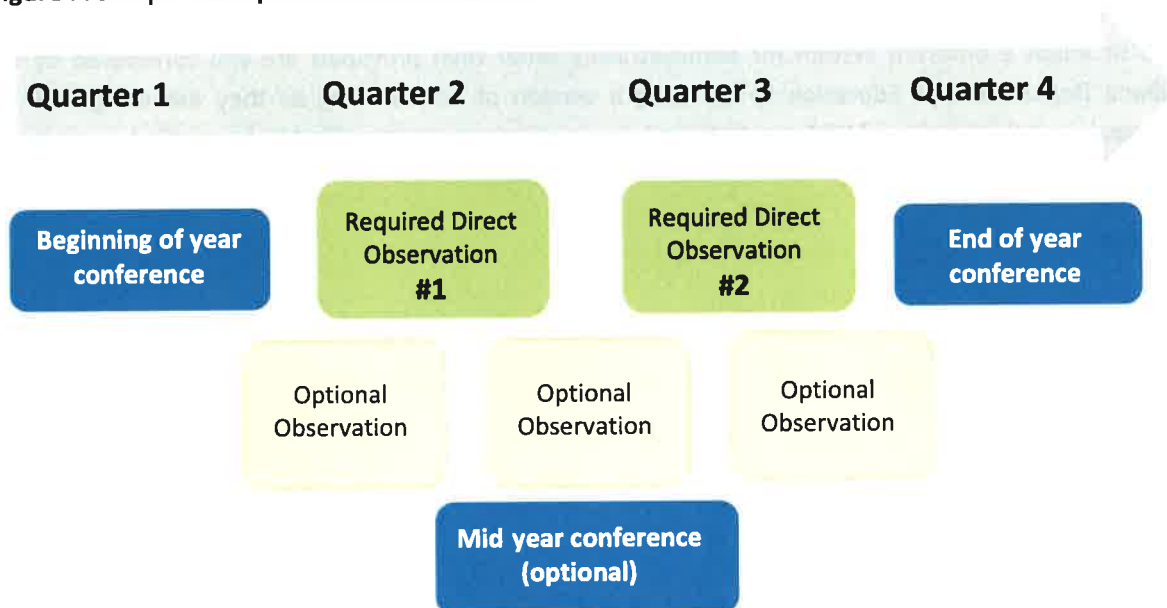 Quarter 1 Quarter 2 Quarter 3 Quarter 4
Beginning of year
conference
Required Direct
Observation
#1
Required Direct
Observation
#2
End of year
conference
Optional
Observation
Optional
Observation
Optional
Observation
Mid year conference
(optional)